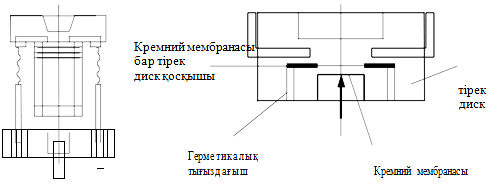 Кремний мембранасы
бар тірек
диск қосқышы
тірек
диск
Герметикалық
тығыздағыш
Кремний мембранасы